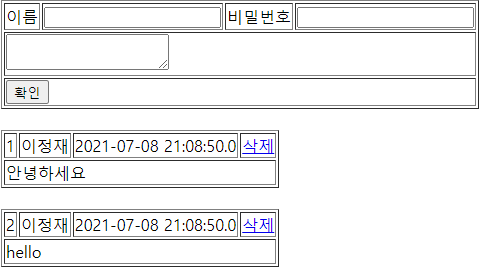 이름 비밀번호
확인
1 이정재 2021-07-08 21:08:50.0 삭제
안녕하세요
2 이정재 2021-07-08 21:08:50.0 삭제
hello